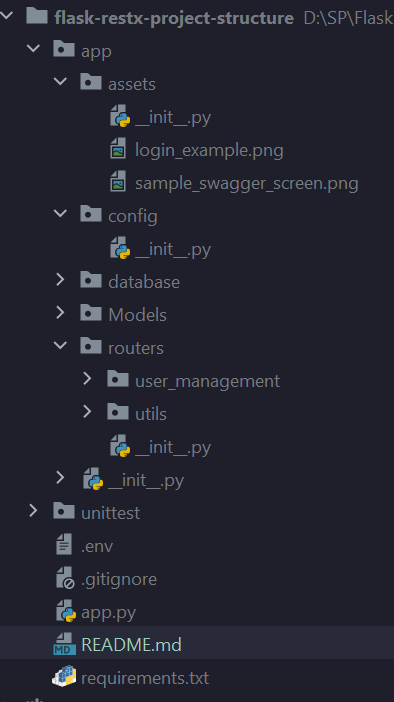 flask-restx-project-structure D:\SP\Flask
app
assets
__init__.py
login_example.png
sample_swagger_screen.png
config
__init__.py
database
Models
routers
user_management
utils
__init__.py
__init__.py
unittest
.env
.gitignore
app.py
MD README.md
requirements.txt